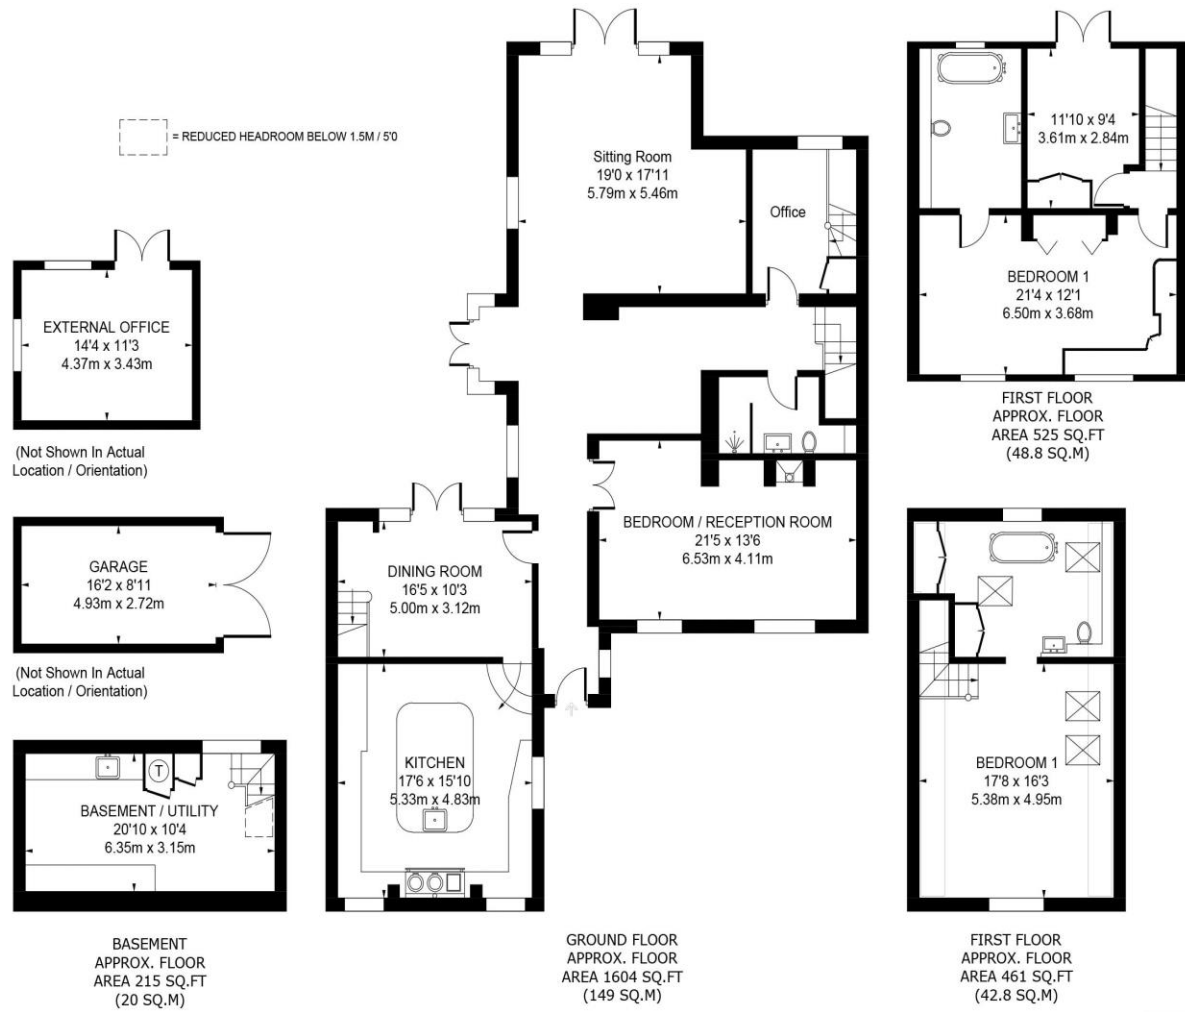 = REDUCED HEADROOM BELOW 1.5M / 5'0
EXTERNAL OFFICE
14'4 x 11'3
4.37m x 3.43m
(Not Shown In Actual
Location / Orientation)
GARAGE
16'2 x 8'11
4.93m x 2.72m
(Not Shown In Actual
Location / Orientation)
T
BASEMENT / UTILITY
20'10 x 10'4
6.35m x 3.15m
BASEMENT
APPROX. FLOOR
AREA 215 SQ.FT
(20 SQ.M)
Sitting Room
19'0 x 17'11
5.79m x 5.46m
Office
BEDROOM / RECEPTION ROOM
21'5 x 13'6
6.53m x 4.11m
DINING ROOM
16'5 x 10'3
5.00m x 3.12m
KITCHEN
17'6 x 15'10
5.33m x 4.83m
GROUND FLOOR
APPROX. FLOOR
AREA 1604 SQ.FT
(149 SQ.M)
11'10 x 9'4
3.61m x 2.84m
BEDROOM 1
21'4 x 12'1
6.50m x 3.68m
FIRST FLOOR
APPROX. FLOOR
AREA 525 SQ.FT
(48.8 SQ.M)
BEDROOM 1
17'8 x 16'3
5.38m x 4.95m
FIRST FLOOR
APPROX. FLOOR
AREA 461 SQ.FT
(42.8 SQ.M)